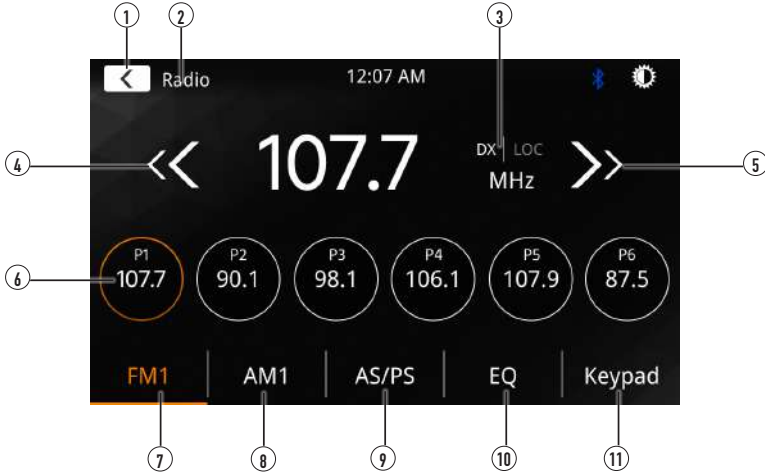 1 2 3
Radio 12:07 AM
4 107.7 DX LOC 5
MHz
P1 P2 P3 P4 P5 P6
6 107.7 90.1 98.1 106.1 107.9 87.5
FM1 AM1 AS/PS EQ Keypad
7 8 9 10 11